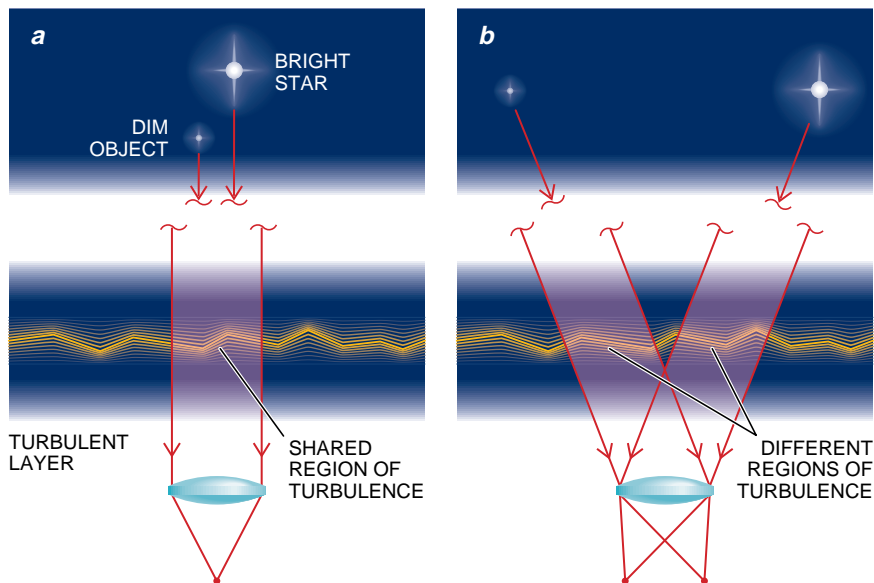 a
BRIGHT
STAR
DIM
OBJECT
TURBULENT
LAYER
SHARED
REGION OF
TURBULENCE
b
DIFFERENT
REGIONS OF
TURBULENCE